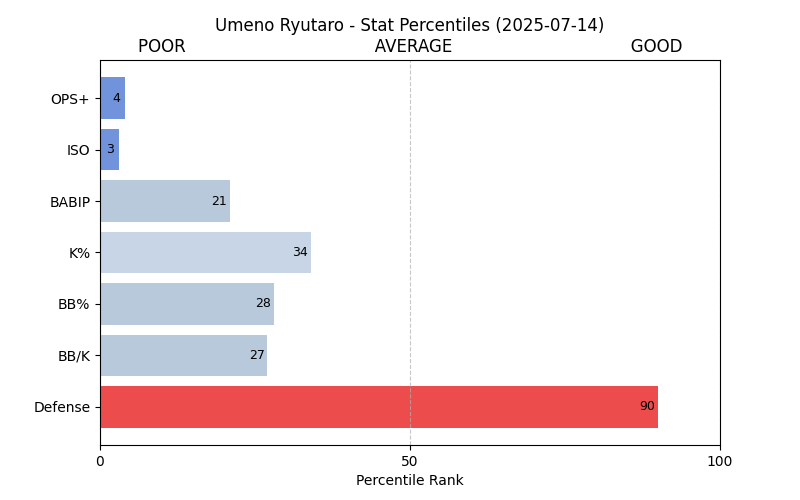 Umeno Ryutaro - Stat Percentiles (2025-07-14)
POOR AVERAGE GOOD
OPS+ 4
ISO 3
BABIP 21
K% 34
BB% 28
BB/K 27
Defense 90
0 50 100
Percentile Rank